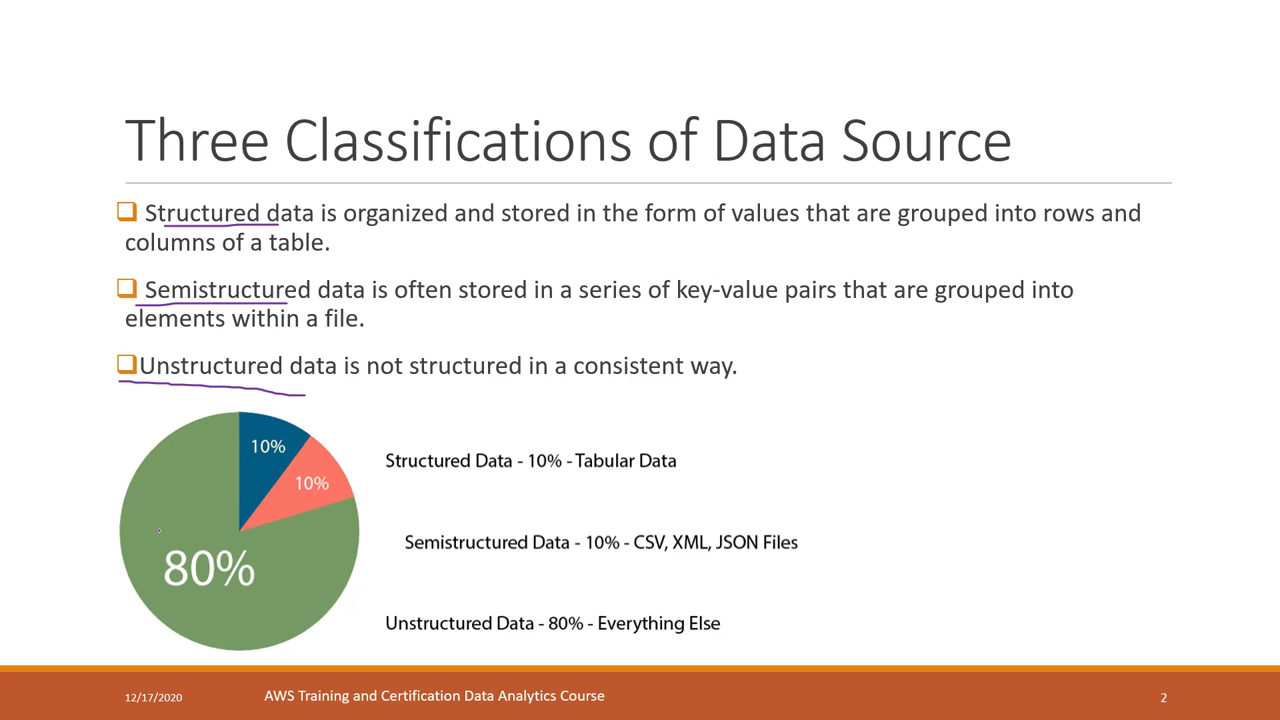 Three Classifications of Data Source
Structured data is organized and stored in the form of values that are grouped into rows and
columns of a table.
Semistructured data is often stored in a series of key-value pairs that are grouped into
elements within a file.
Unstructured data is not structured in a consistent way.
10%
10%
80%
Structured Data - 10% - Tabular Data
Semistructured Data - 10% - CSV, XML, JSON Files
Unstructured Data - 80% - Everything Else
12/17/2020
AWS Training and Certification Data Analytics Course
2